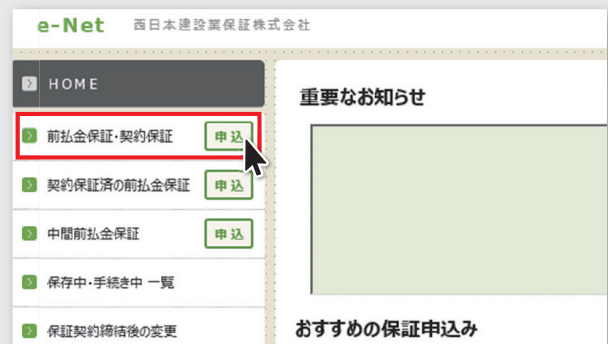 e-Net 西日本建設業保証株式会社
HOME
前払金保証・契約保証 申込
契約保証済の前払金保証 申込
中間前払金保証 申込
保存中・手続き中 一覧
保証契約締結後の変更
重要なお知らせ
おすすめの保証申込み